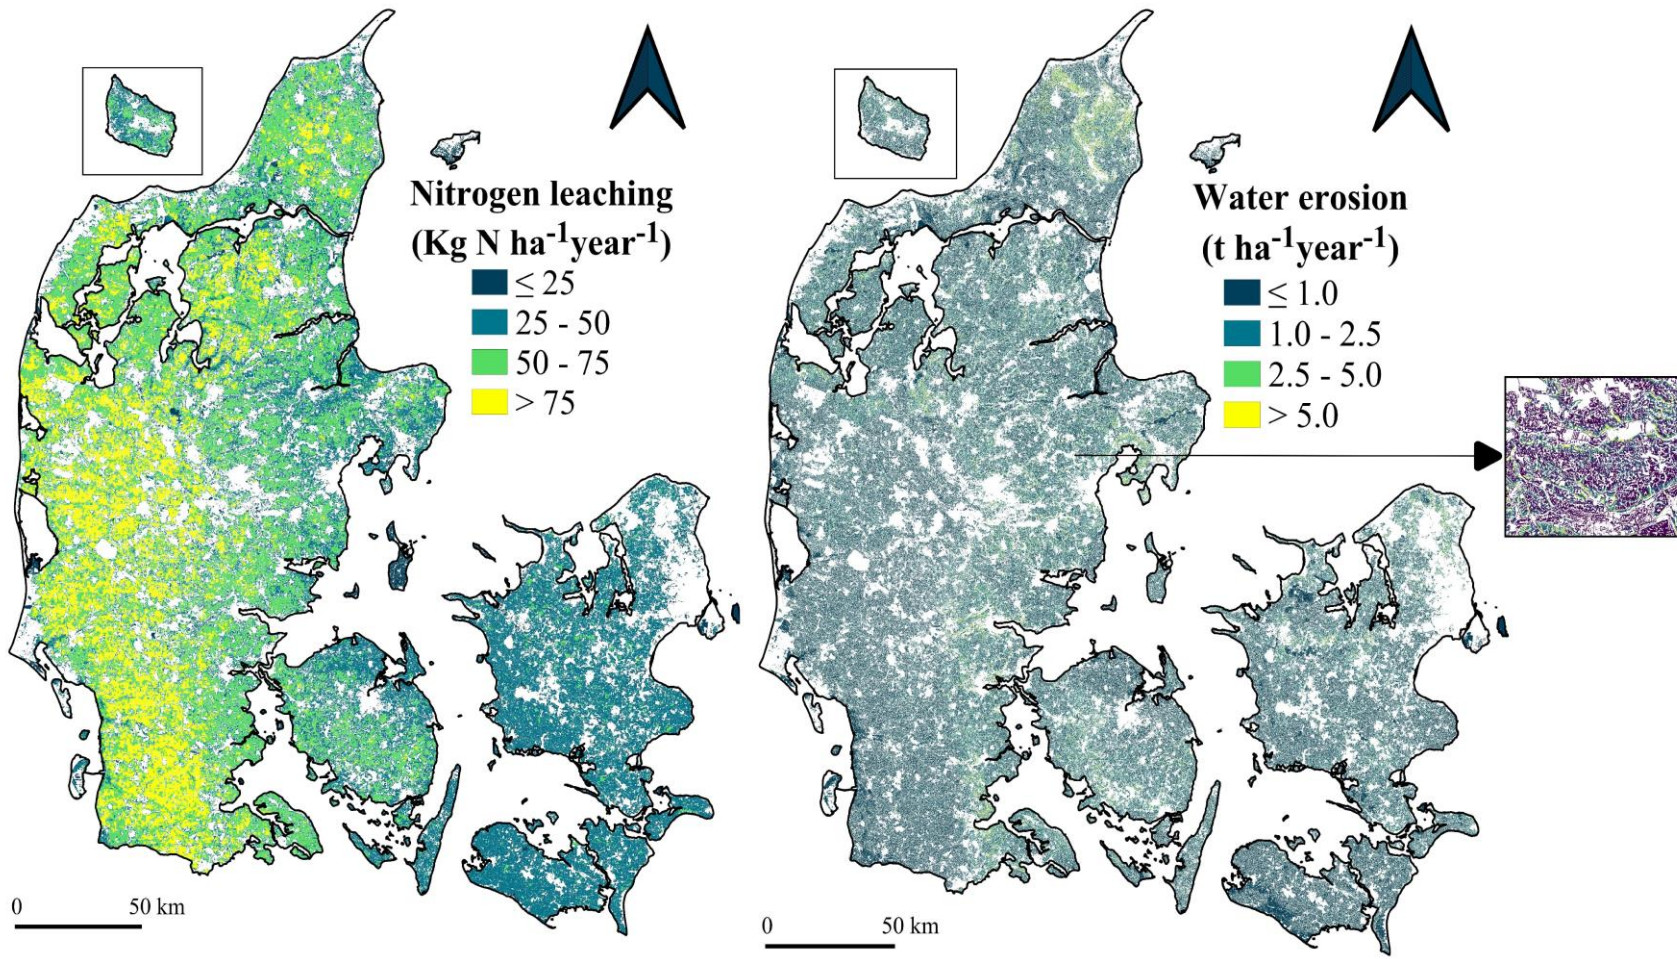 Nitrogen leaching
(Kg N ha⁻¹year⁻¹)
≤ 25
25 - 50
50 - 75
> 75
0 50 km
Water erosion
(t ha⁻¹year⁻¹)
≤ 1.0
1.0 - 2.5
2.5 - 5.0
> 5.0
0 50 km